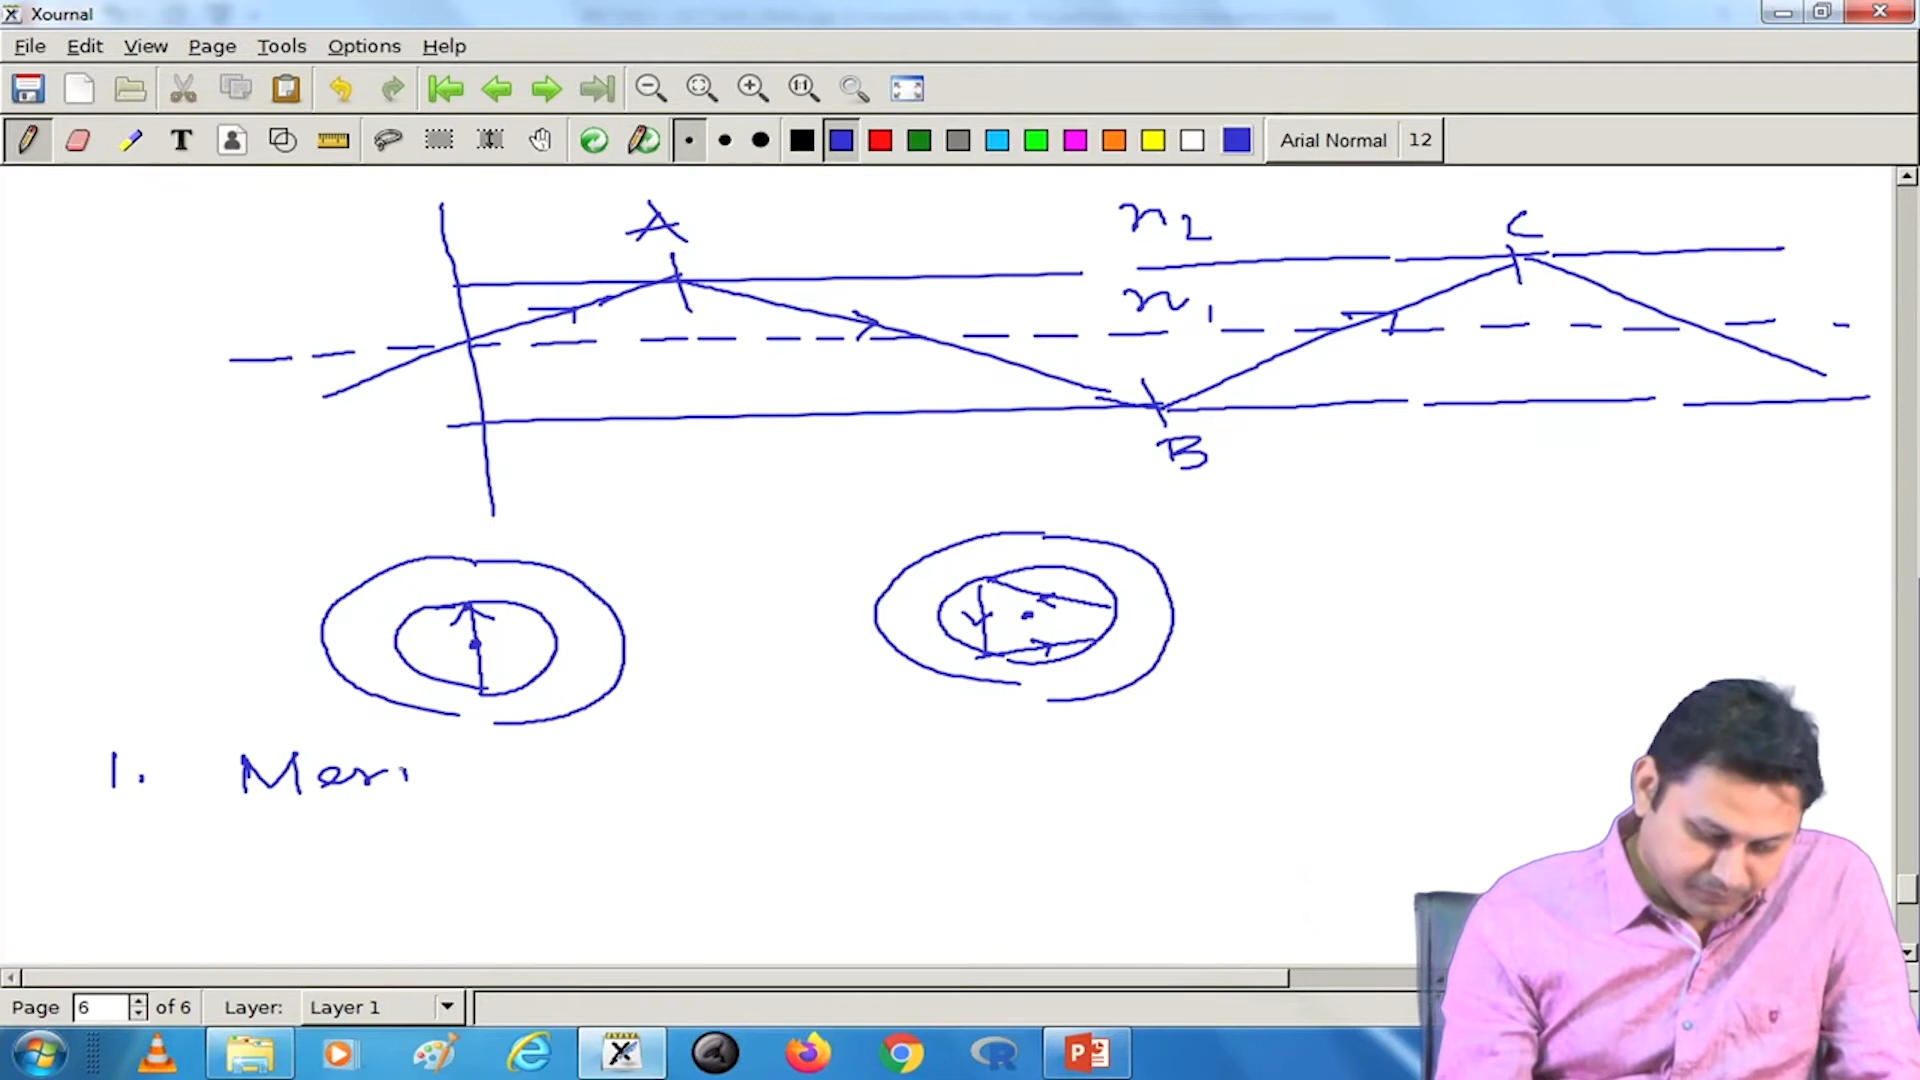 Xournal
File Edit View Page Tools Options Help
T Arial Normal 12
A n2 C
n1
B
1. Meri
Page 6 of 6 Layer: Layer 1